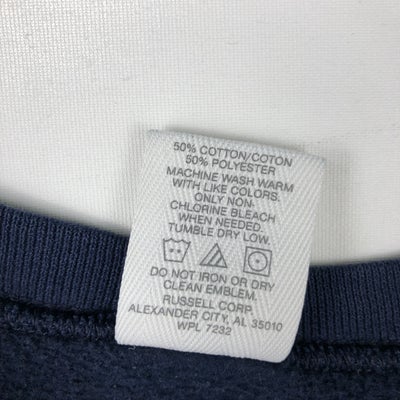 50% COTTON/COTON
50% POLYESTER
MACHINE WASH WARM
WITH LIKE COLORS.
ONLY NON.
CHLORINE BLEACH
WHEN NEEDED.
TUMBLE DRY LOW.
DO NOT IRON OR DRY
CLEAN EMBLEM.
RUSSELL CORP.
ALEXANDER CITY, AL 35010
WPL 7232